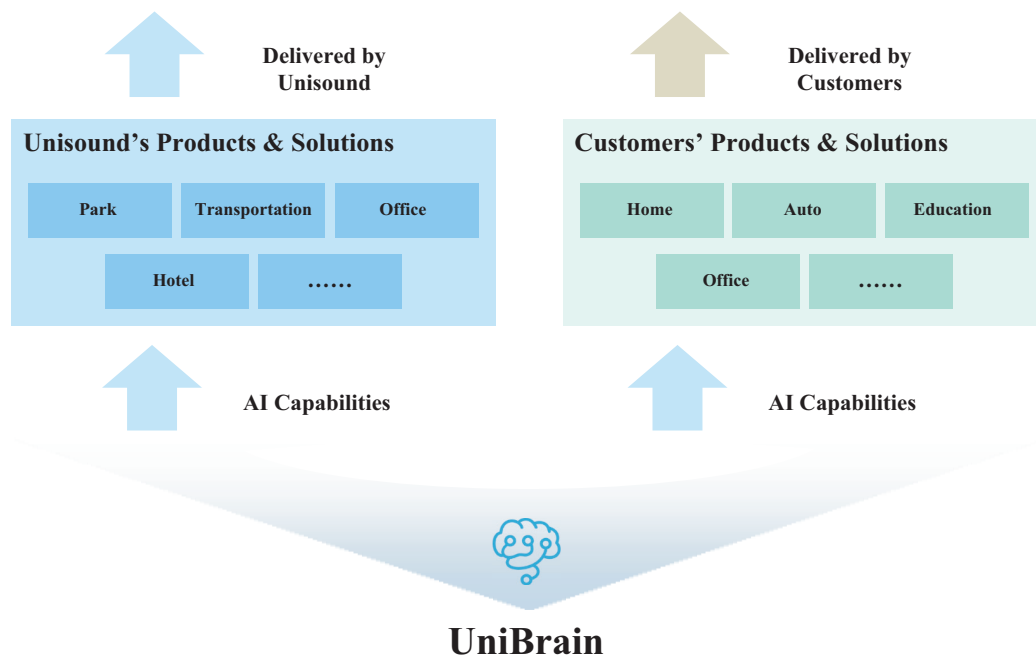 Delivered by
Unisound
Delivered by
Customers
Unisound’s Products & Solutions
Park
Transportation
Office
Hotel
……
Customers’ Products & Solutions
Home
Auto
Education
Office
……
AI Capabilities
AI Capabilities
UniBrain